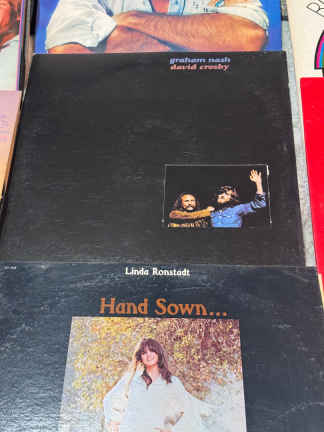 graham nash
david crosby
Linda Ronstadt
Hand Sown...